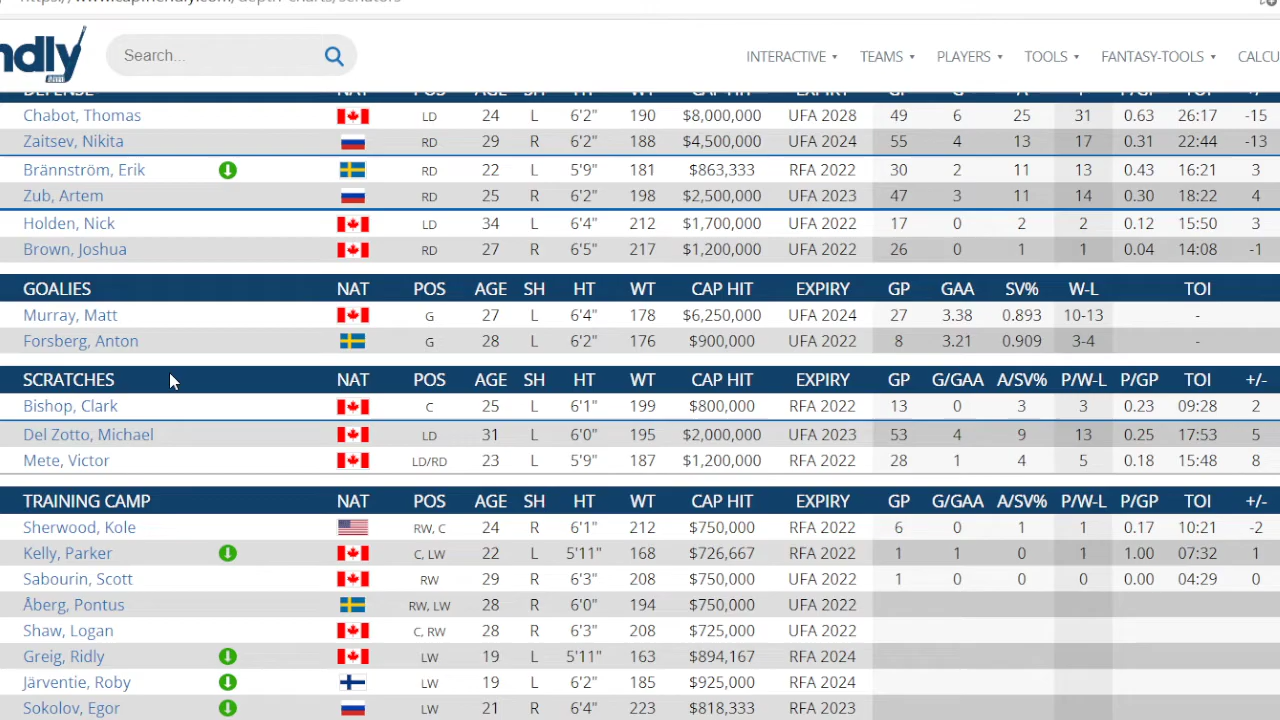 https://www.capfriendly.com/depth-charts/senators
ndly
.com
Search...
INTERACTIVE TEAMS PLAYERS TOOLS FANTASY-TOOLS CALCU
DEFENSE NAT POS AGE SH HT WT CAP HIT EXPIRY GP G A P P/GP TOI +/-
Chabot, Thomas LD 24 L 6'2" 190 $8,000,000 UFA 2028 49 6 25 31 0.63 26:17 -15
Zaitsev, Nikita RD 29 R 6'2" 188 $4,500,000 UFA 2024 55 4 13 17 0.31 22:44 -13
Brännström, Erik RD 22 L 5'9" 181 $863,333 RFA 2022 30 2 11 13 0.43 16:21 3
Zub, Artem RD 25 R 6'2" 198 $2,500,000 UFA 2023 47 3 11 14 0.30 18:22 4
Holden, Nick LD 34 L 6'4" 212 $1,700,000 UFA 2022 17 0 2 2 0.12 15:50 3
Brown, Joshua RD 27 R 6'5" 217 $1,200,000 UFA 2022 26 0 1 1 0.04 14:08 -1
GOALIES NAT POS AGE SH HT WT CAP HIT EXPIRY GP GAA SV% W-L TOI
Murray, Matt G 27 L 6'4" 178 $6,250,000 UFA 2024 27 3.38 0.893 10-13 -
Forsberg, Anton G 28 L 6'2" 176 $900,000 UFA 2022 8 3.21 0.909 3-4 -
SCRATCHES NAT POS AGE SH HT WT CAP HIT EXPIRY GP G/GAA A/SV% P/W-L P/GP TOI +/-
Bishop, Clark C 25 L 6'1" 199 $800,000 RFA 2022 13 0 3 3 0.23 09:28 2
Del Zotto, Michael LD 31 L 6'0" 195 $2,000,000 UFA 2023 53 4 9 13 0.25 17:53 5
Mete, Victor LD/RD 23 L 5'9" 187 $1,200,000 RFA 2022 28 1 4 5 0.18 15:48 8
TRAINING CAMP NAT POS AGE SH HT WT CAP HIT EXPIRY GP G/GAA A/SV% P/W-L P/GP TOI +/-
Sherwood, Kole RW, C 24 R 6'1" 212 $750,000 RFA 2022 6 0 1 1 0.17 10:21 -2
Kelly, Parker C, LW 22 L 5'11" 168 $726,667 RFA 2022 1 1 0 1 1.00 07:32 1
Sabourin, Scott RW 29 R 6'3" 208 $750,000 UFA 2022 1 0 0 0 0.00 04:29 0
Åberg, Pontus RW, LW 28 R 6'0" 194 $750,000 UFA 2022
Shaw, Logan C, RW 28 R 6'3" 208 $725,000 UFA 2022
Greig, Ridly LW 19 L 5'11" 163 $894,167 RFA 2024
Järventie, Roby LW 19 L 6'2" 185 $925,000 RFA 2024
Sokolov, Egor LW 21 L 6'4" 223 $818,333 RFA 2023